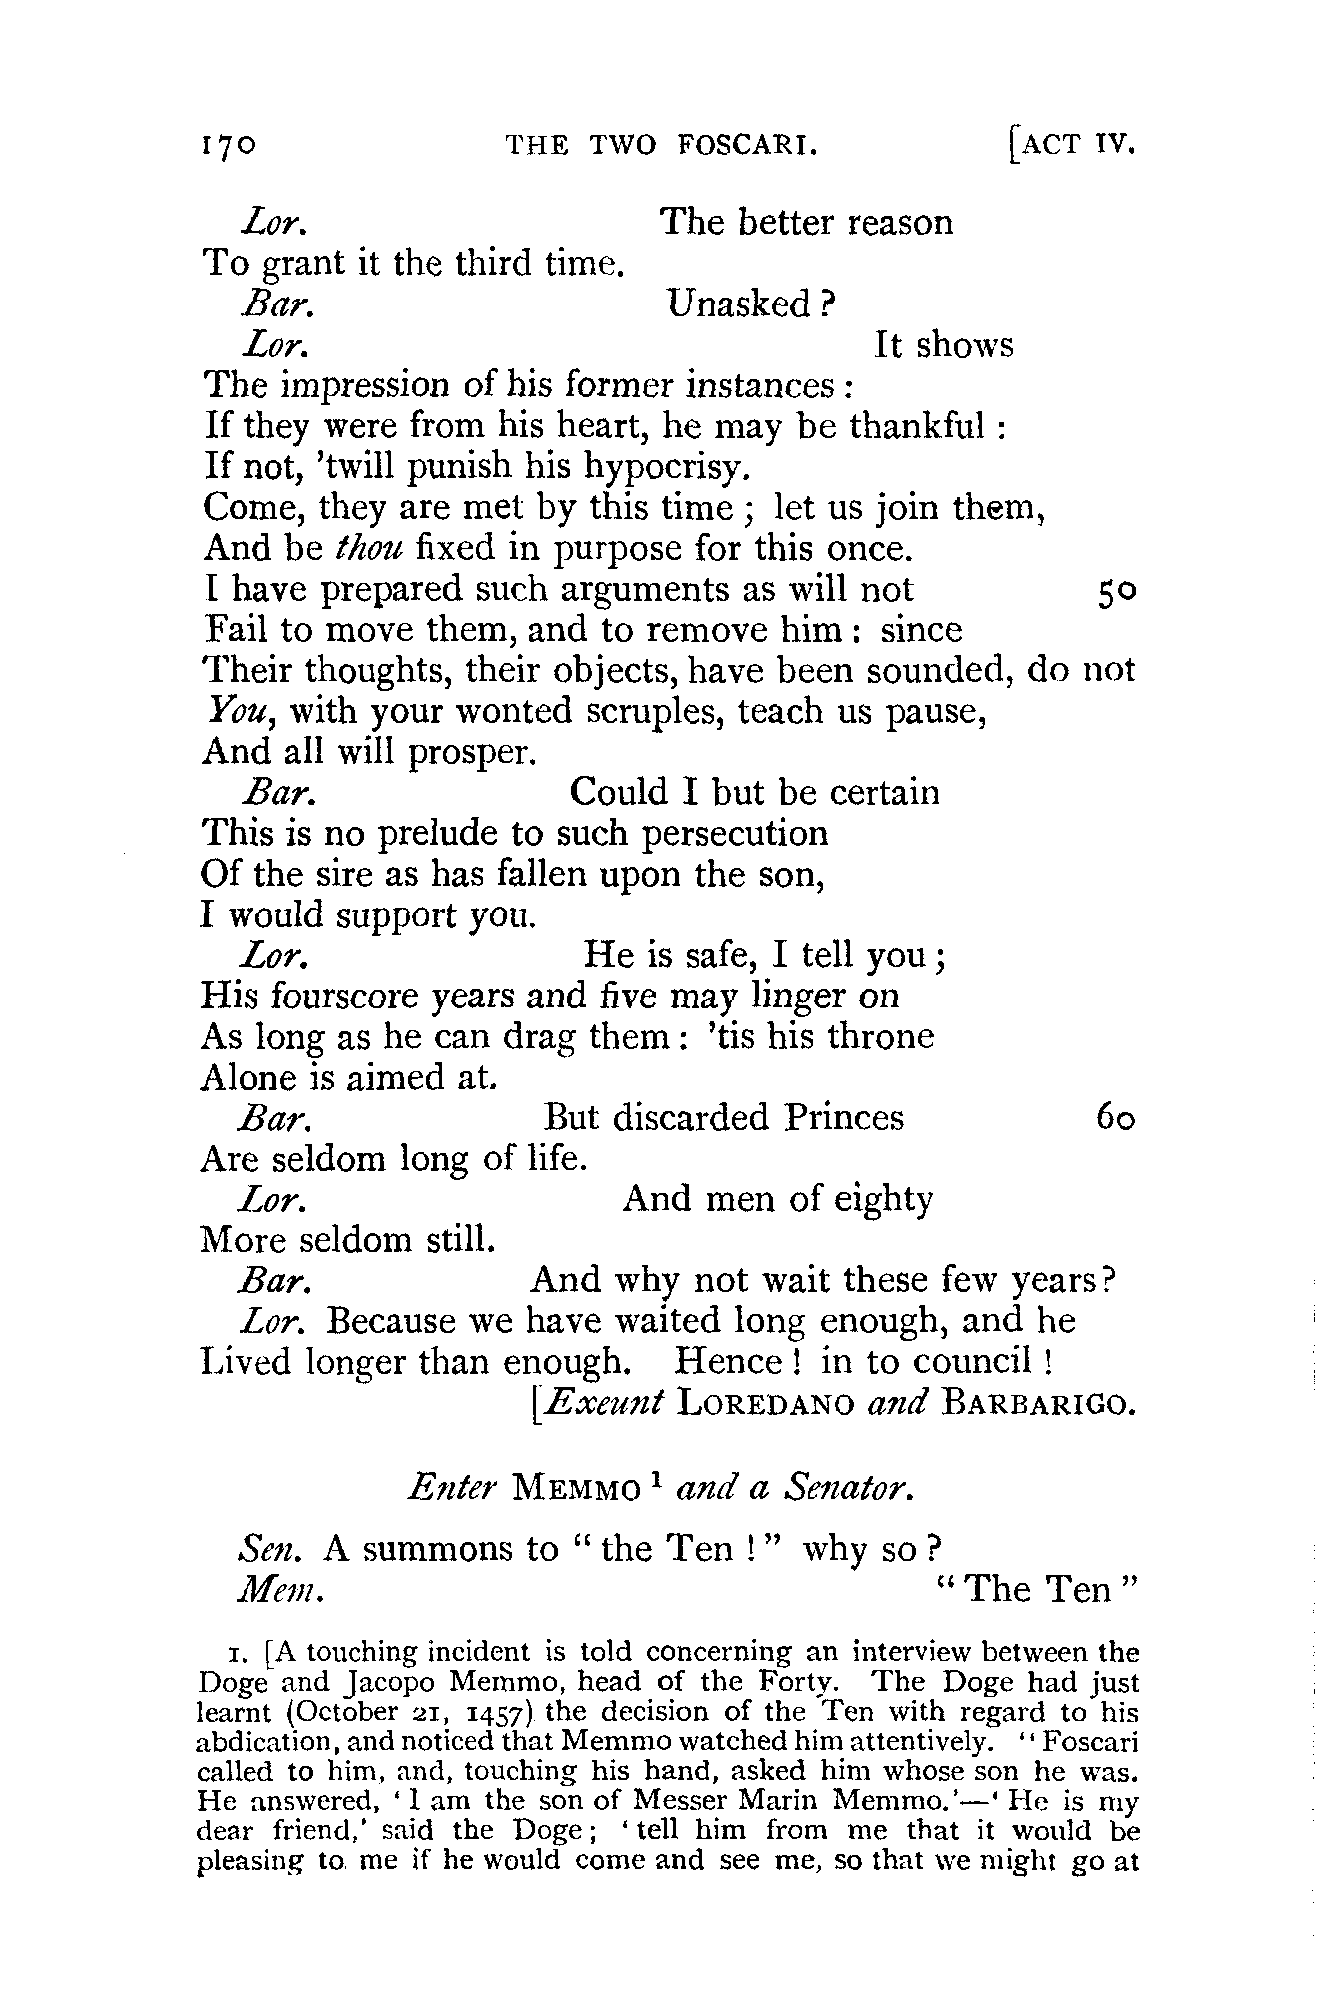 170 THE TWO FOSCARI. [ACT IV.
Lor. The better reason
To grant it the third time.
Bar. Unasked?
Lor. It shows
The impression of his former instances:
If they were from his heart, he may be thankful:
If not, 'twill punish his hypocrisy.
Come, they are met by this time; let us join them,
And be thou fixed in purpose for this once.
I have prepared such arguments as will not 50
Fail to move them, and to remove him: since
Their thoughts, their objects, have been sounded, do not
You, with your wonted scruples, teach us pause,
And all will prosper.
Bar. Could I but be certain
This is no prelude to such persecution
Of the sire as has fallen upon the son,
I would support you.
Lor. He is safe, I tell you;
His fourscore years and five may linger on
As long as he can drag them: 'tis his throne
Alone is aimed at.
Bar. But discarded Princes 60
Are seldom long of life.
Lor. And men of eighty
More seldom still.
Bar. And why not wait these few years?
Lor. Because we have waited long enough, and he
Lived longer than enough. Hence! in to council!
[Exeunt LOREDANO and BARBARIGO.
Enter MEMMO 1 and a Senator.
Sen. A summons to "the Ten!" why so?
Mem. "The Ten"
1. [A touching incident is told concerning an interview between the
Doge and Jacopo Memmo, head of the Forty. The Doge had just
learnt (October 21, 1457) the decision of the Ten with regard to his
abdication, and noticed that Memmo watched him attentively. "Foscari
called to him, and, touching his hand, asked him whose son he was.
He answered, 'I am the son of Messer Marin Memmo.'—'He is my
dear friend,' said the Doge; 'tell him from me that it would be
pleasing to me if he would come and see me, so that we might go at